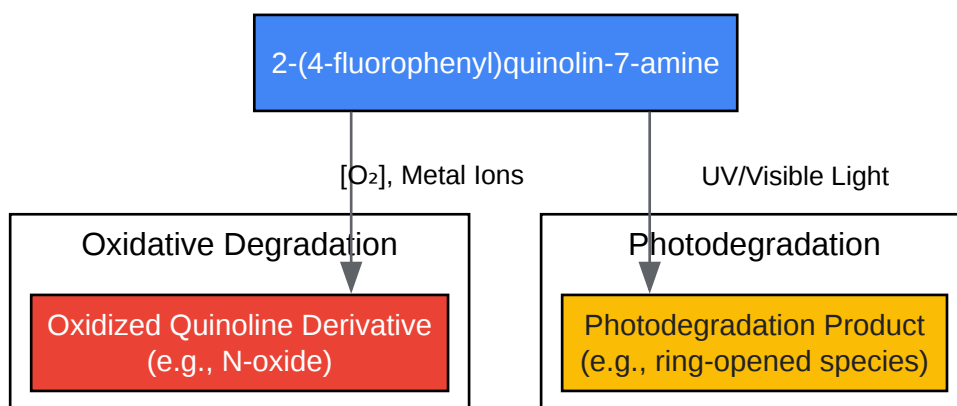 2-(4-fluorophenyl)quinolin-7-amine
[O₂], Metal Ions
UV/Visible Light
Oxidative Degradation
Photodegradation
Oxidized Quinoline Derivative
(e.g., N-oxide)
Photodegradation Product
(e.g., ring-opened species)